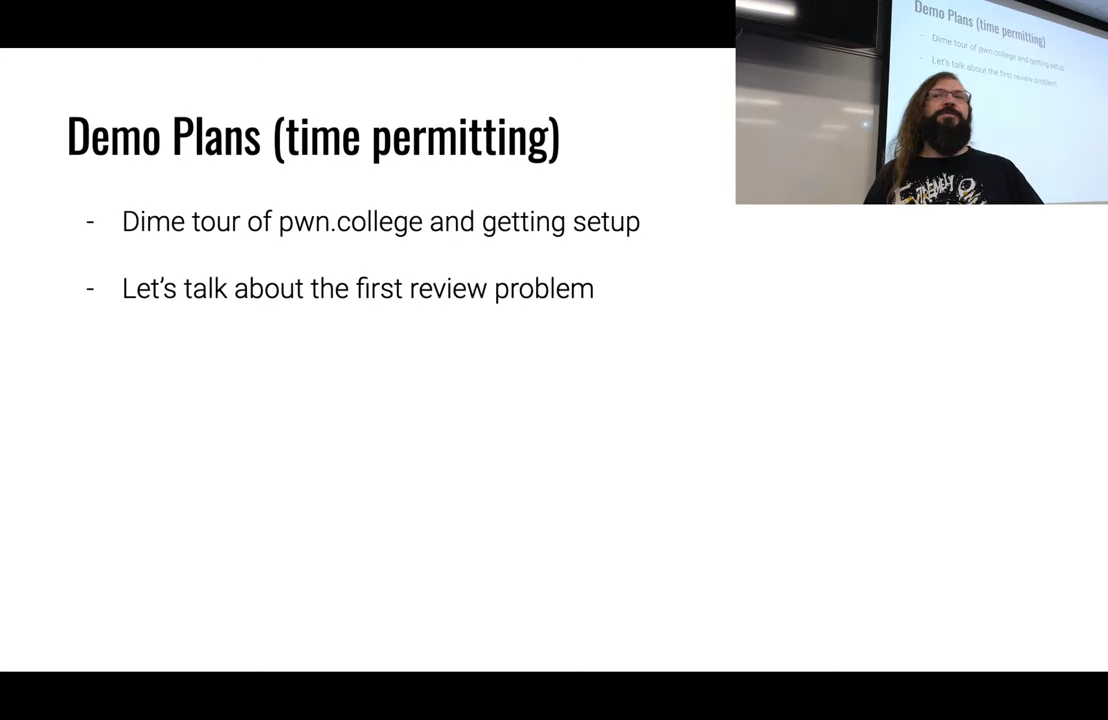 Demo Plans (time permitting)
- Dime tour of pwn.college and getting setup
- Let's talk about the first review problem
Demo Plans (time permitting)
- Dime tour of pwn.college and getting setup
- Let's talk about the first review problem
EXTREMELY